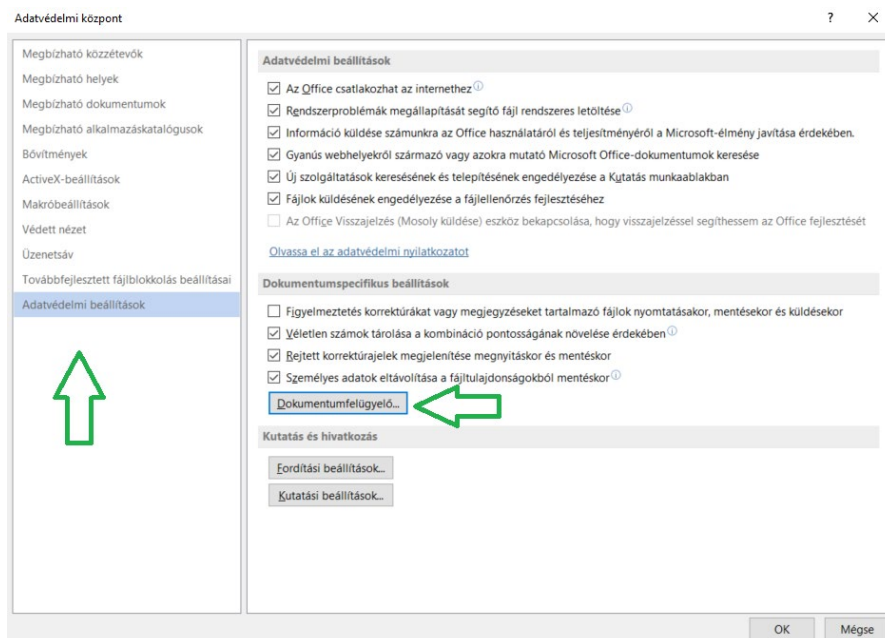 Adatvédelmi központ
?
Megbízható közzétevők
Megbízható helyek
Megbízható dokumentumok
Megbízható alkalmazáskatalógusok
Bővítmények
ActiveX-beállítások
Makróbeállítások
Védett nézet
Üzenetsáv
Továbbfejlesztett fájlblokkolás beállításai
Adatvédelmi beállítások
Adatvédelmi beállítások
Az Office csatlakozhat az internethez
Rendszerproblémák megállapítását segítő fájl rendszeres letöltése
Információ küldése számunkra az Office használatáról és teljesítményéről a Microsoft-élmény javítása érdekében.
Gyanús webhelyekről származó vagy azokra mutató Microsoft Office-dokumentumok keresése
Új szolgáltatások keresésének és telepítésének engedélyezése a Kutatás munkaablakban
Fájlok küldésének engedélyezése a fájlellenőrzés fejlesztéséhez
Az Office Visszajelzés (Mosoly küldése) eszköz bekapcsolása, hogy visszajelzéssel segíthessem az Office fejlesztését
Olvassa el az adatvédelmi nyilatkozatot
Dokumentumspecifikus beállítások
Figyelmeztetés korrektúrákat vagy megjegyzéseket tartalmazó fájlok nyomtatásakor, mentésekor és küldésekor
Véletlen számok tárolása a kombináció pontosságának növelése érdekében
Rejtett korrektúrajelek megjelenítése megnyitáskor és mentéskor
Személyes adatok eltávolítása a fájltulajdonságokból mentéskor
Dokumentumfelügyelő...
Kutatás és hivatkozás
Fordítási beállítások...
Kutatási beállítások...
OK
Mégse